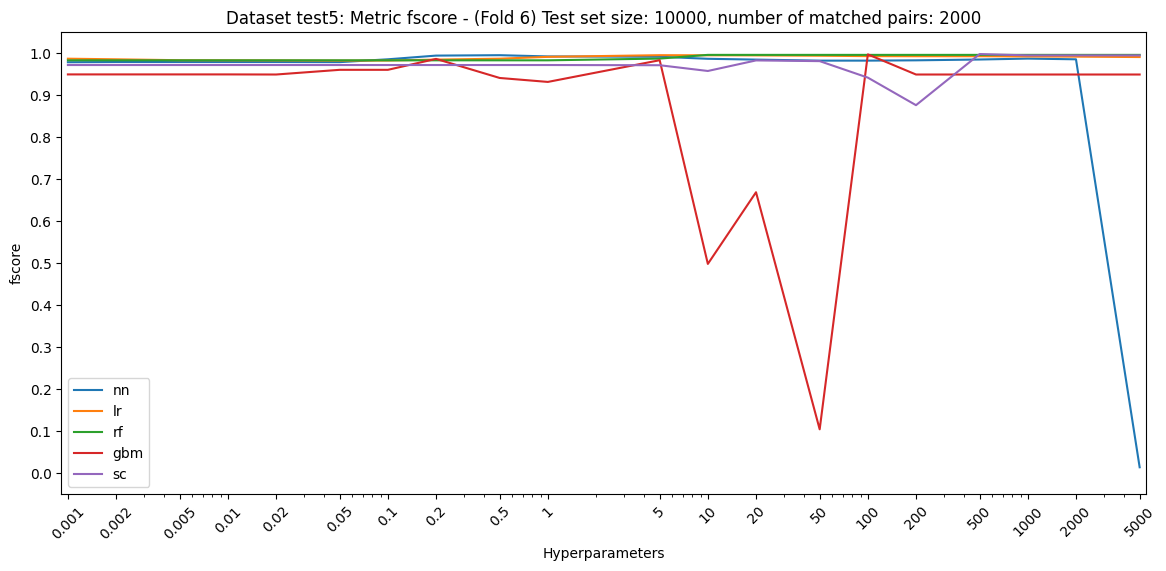 Dataset test5: Metric fscore - (Fold 6) Test set size: 10000, number of matched pairs: 2000
fscore
1.0
0.9
0.8
0.7
0.6
0.5
0.4
0.3
0.2
0.1
0.0
nn
lr
rf
gbm
sc
0.001 0.002 0.005 0.01 0.02 0.05 0.1 0.2 0.5 1 5 10 20 50 100 200 500 1000 2000 5000
Hyperparameters